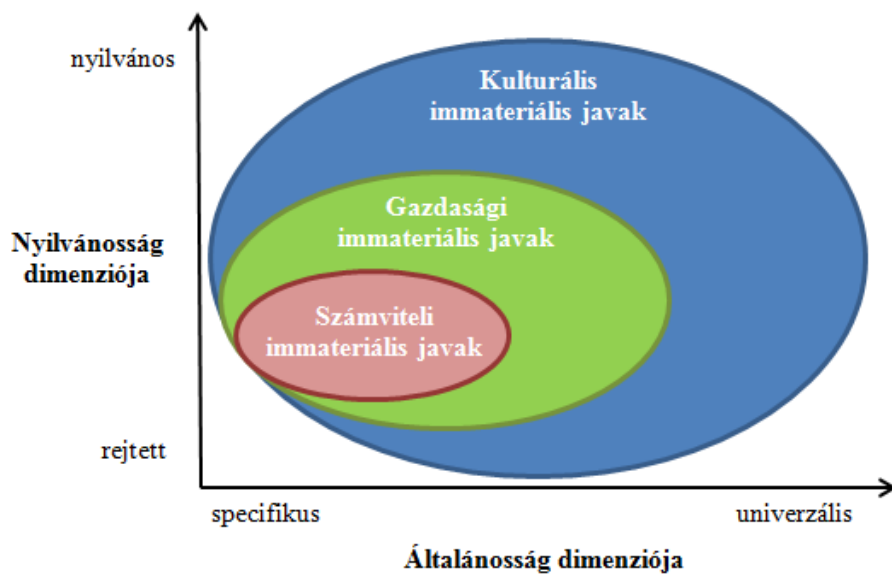 nyilvános
Kulturális
immateriális javak
Gazdasági
immateriális javak
Nyilvánosság
dimenziója
Számviteli
immateriális javak
rejtett
specifikus
univerzális
Általánosság dimenziója